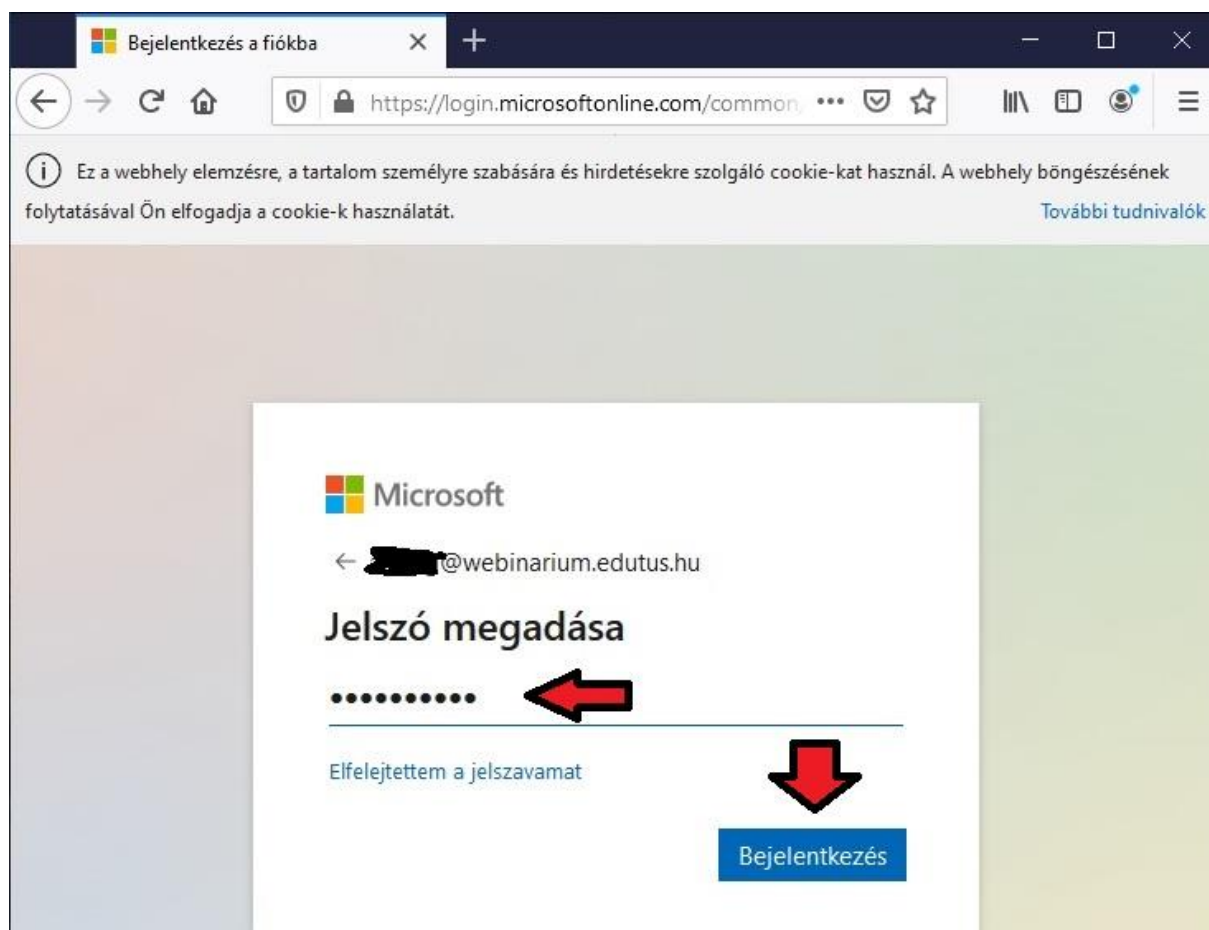 Bejelentkezés a fiókba
https://login.microsoftonline.com/common
Ez a webhely elemzésre, a tartalom személyre szabására és hirdetésekre szolgáló cookie-kat használ. A webhely böngészésének
folytatásával Ön elfogadja a cookie-k használatát. További tudnivalók
Microsoft
@webinarium.edutus.hu
Jelszó megadása
••••••••••
Elfelejtettem a jelszavamat
Bejelentkezés